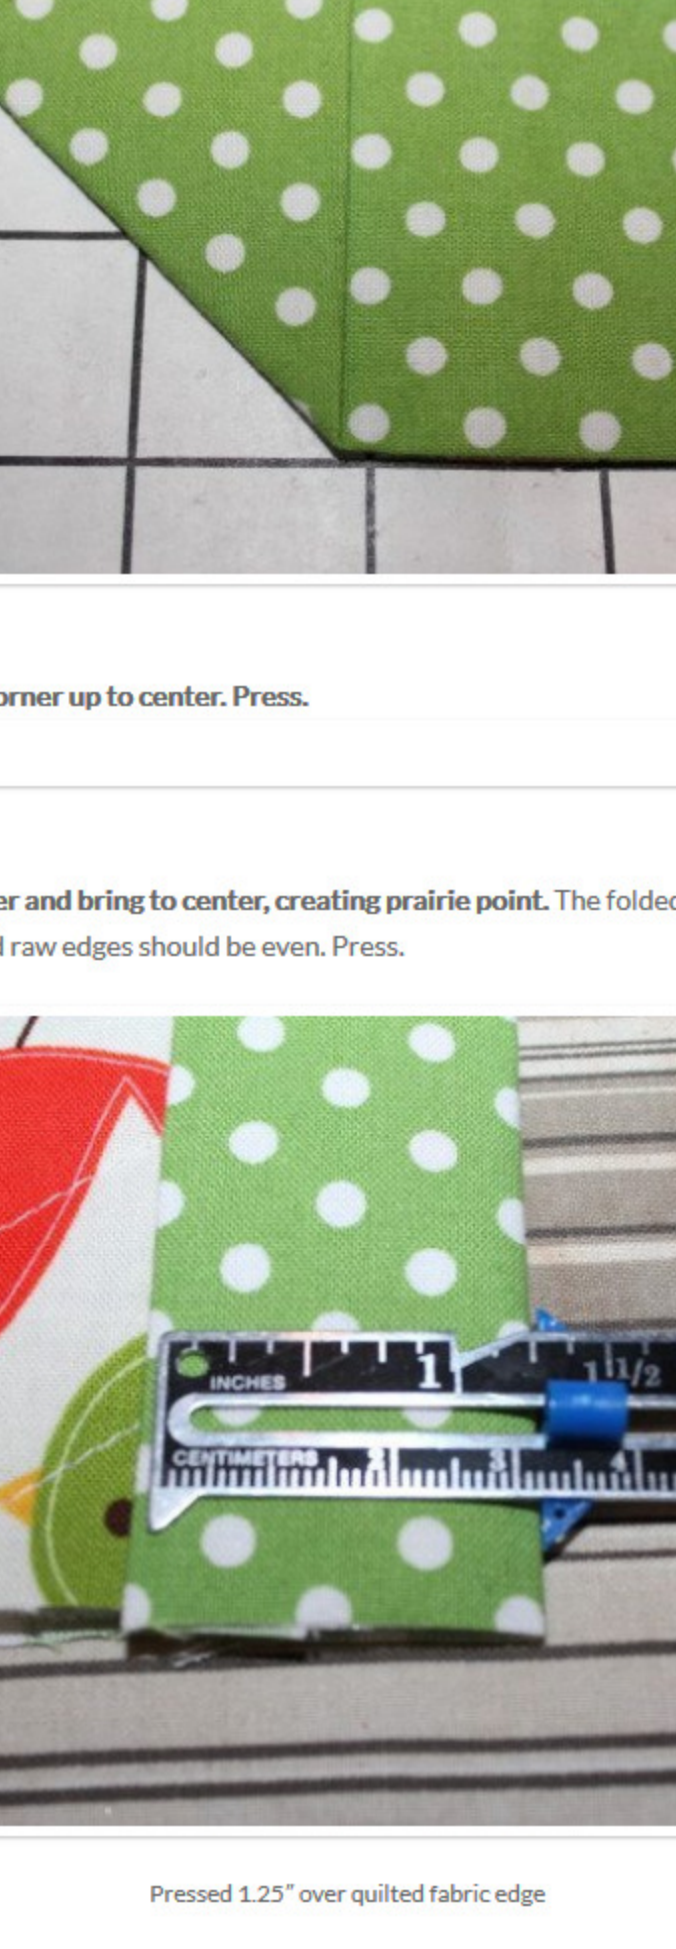 orner up to center. Press.
er and bring to center, creating prairie point. The folded
d raw edges should be even. Press.
1 1 1/2
INCHES
CENTIMETERS 2 3 4
Pressed 1.25" over quilted fabric edge